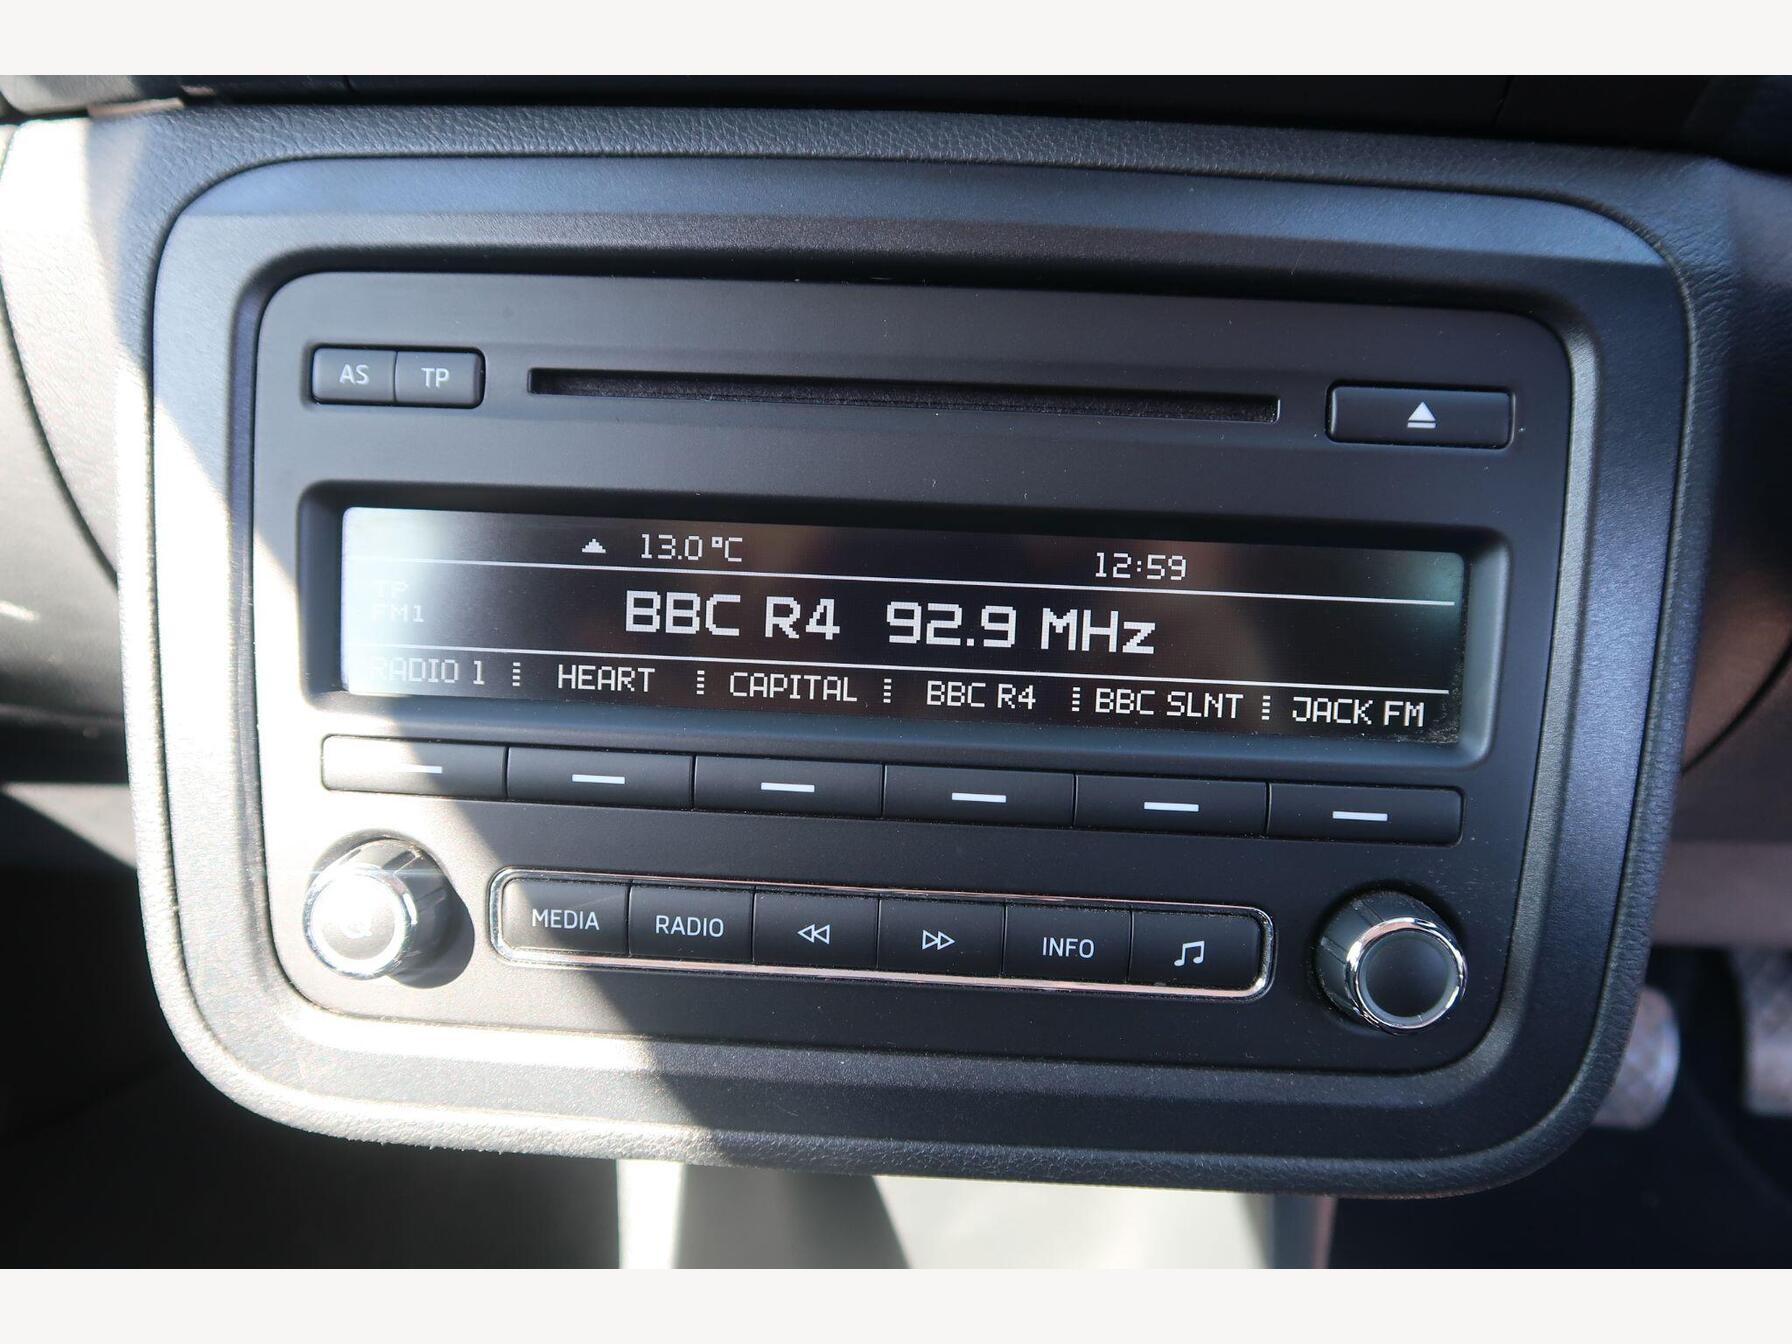 AS TP
13.0 °C 12:59
TP
FM1
BBC R4 92.9 MHz
RADIO 1 HEART CAPITAL BBC R4 BBC SLNT JACK FM
MEDIA RADIO INFO